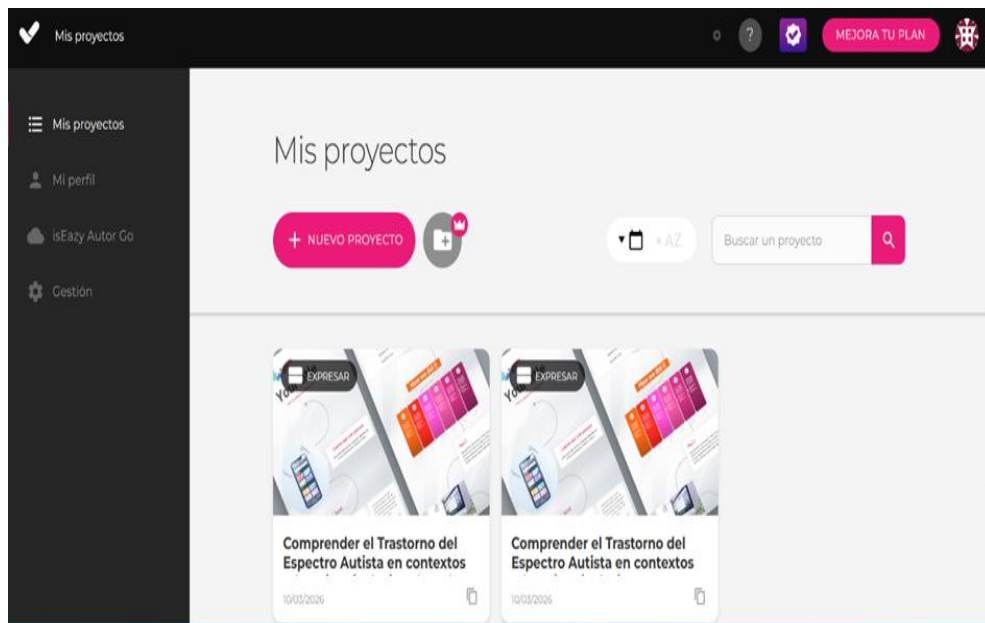 Mis proyectos
?
MEJORA TU PLAN
Mis proyectos
Mi perfil
isEazy Autor Go
Gestión
Mis proyectos
+ NUEVO PROYECTO
AZ
Buscar un proyecto
EXPRESAR
Comprender el Trastorno del
Espectro Autista en contextos
10/03/2026
EXPRESAR
Comprender el Trastorno del
Espectro Autista en contextos
10/03/2026